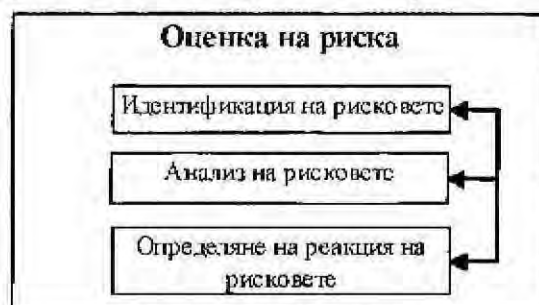 Оценка на риска
Идентификация на рисковете
Анализ на рисковете
Определяне на реакция на
рисковете